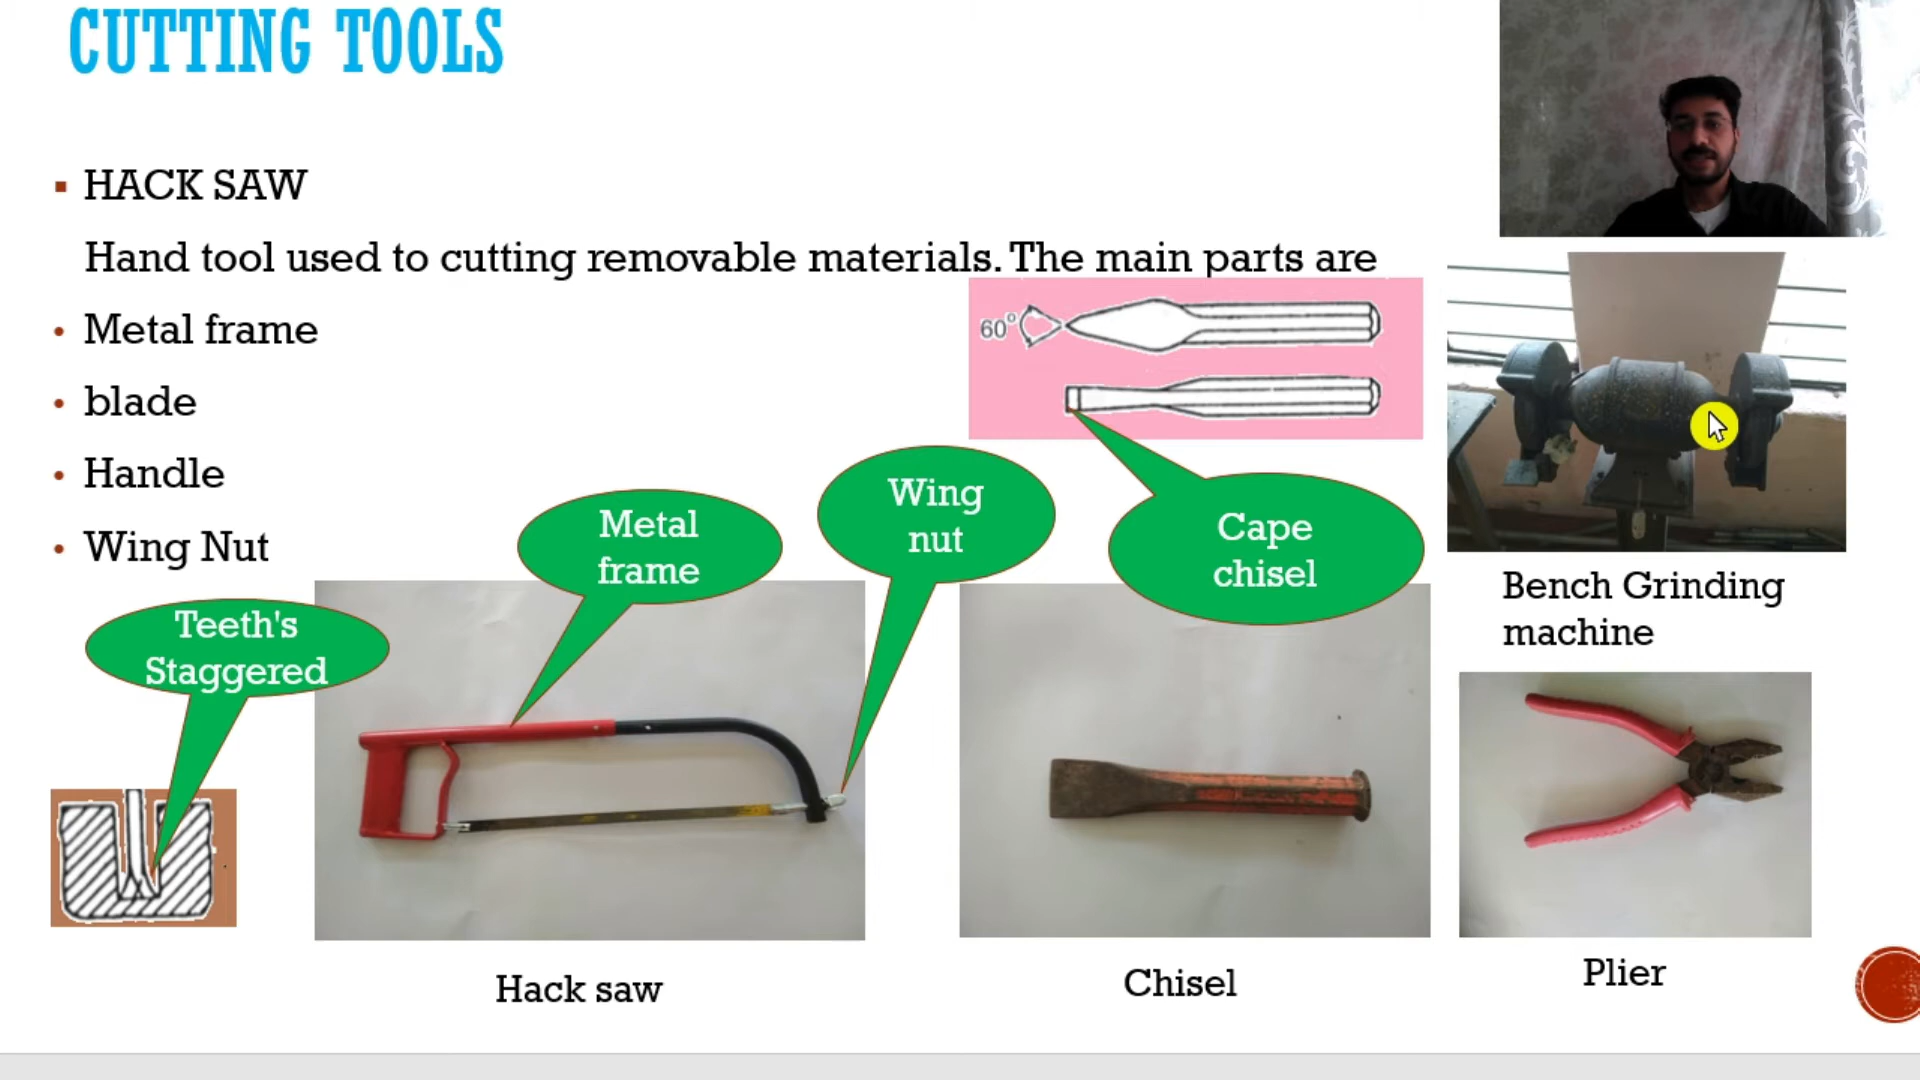 CUTTING TOOLS
HACK SAW
Hand tool used to cutting removable materials. The main parts are
Metal frame
blade
Handle
Wing Nut
60°
Metal
frame
Wing
nut
Cape
chisel
Teeth's
Staggered
Bench Grinding
machine
Hack saw
Chisel
Plier